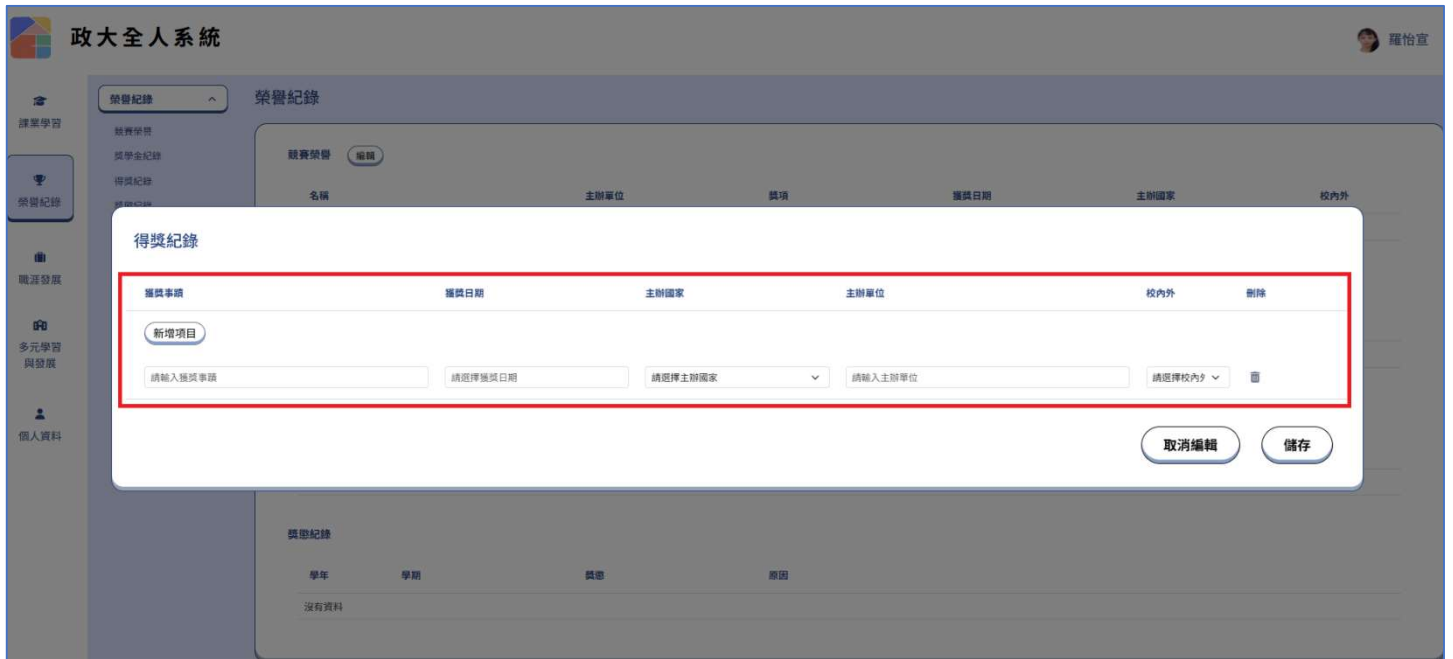 政大全人系統
羅怡宣
課業學習
榮譽紀錄
職涯發展
多元學習
與發展
個人資料
榮譽紀錄
競賽榮譽
獎學金紀錄
得獎紀錄
榮譽紀錄
競賽榮譽 編輯
名稱 主辦單位 獎項 獲獎日期 主辦國家 校內外
得獎紀錄
獲獎事蹟 獲獎日期 主辦國家 主辦單位 校內外 刪除
新增項目
請輸入獲獎事蹟 請選擇獲獎日期 請選擇主辦國家 請輸入主辦單位 請選擇校內
取消編輯 儲存
獎懲紀錄
學年 學期 獎懲 原因
沒有資料